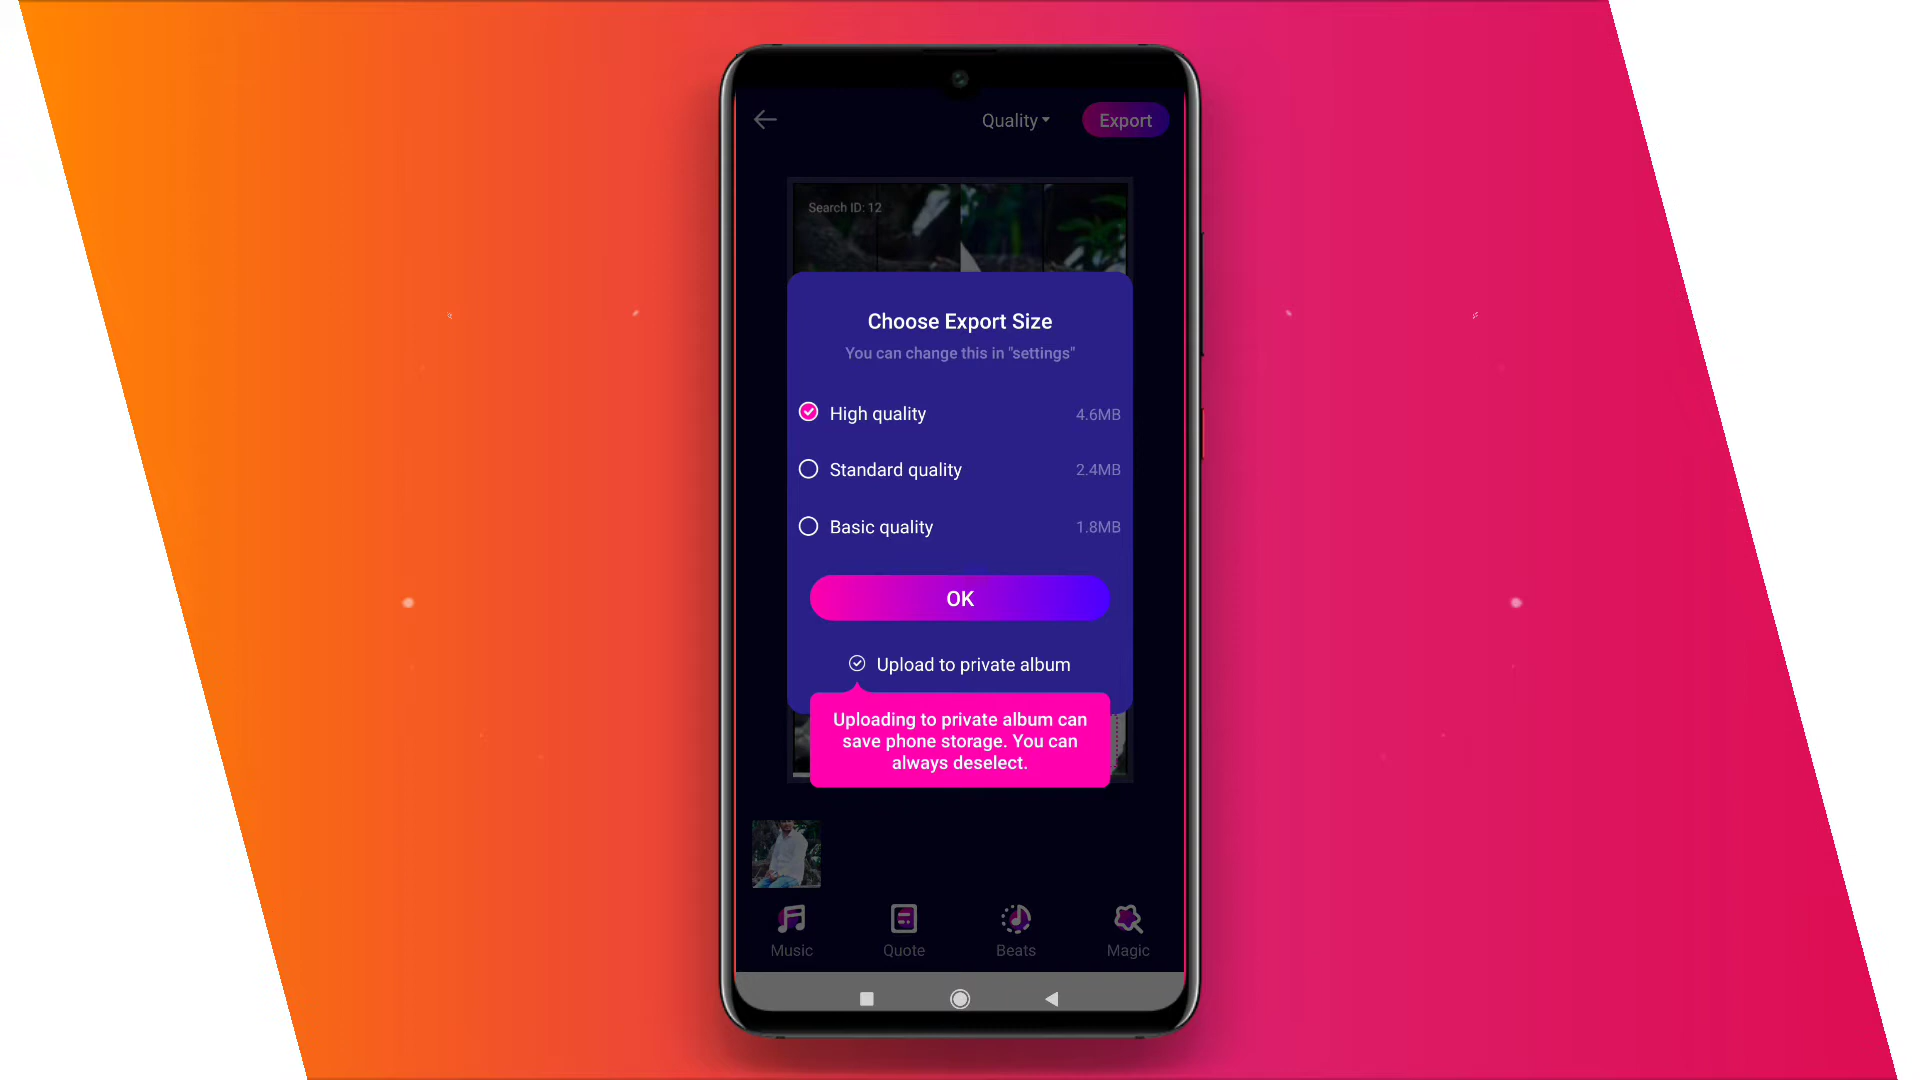 Quality
Export
Search ID: 12
Choose Export Size
You can change this in "settings"
High quality 4.6MB
Standard quality 2.4MB
Basic quality 1.8MB
OK
Upload to private album
Uploading to private album can
save phone storage. You can
always deselect.
Music Quote Beats Magic